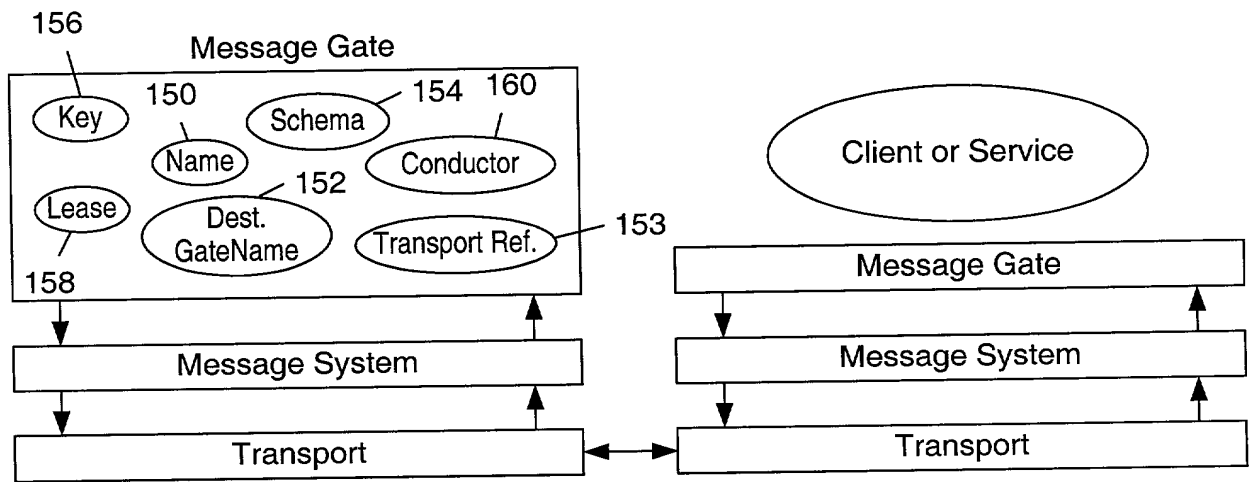 156
Message Gate
150
154
160
Key
Schema
Name
Conductor
Client or Service
152
Lease
Dest.
GateName
Transport Ref.
153
158
Message Gate
Message System
Message System
Transport
Transport